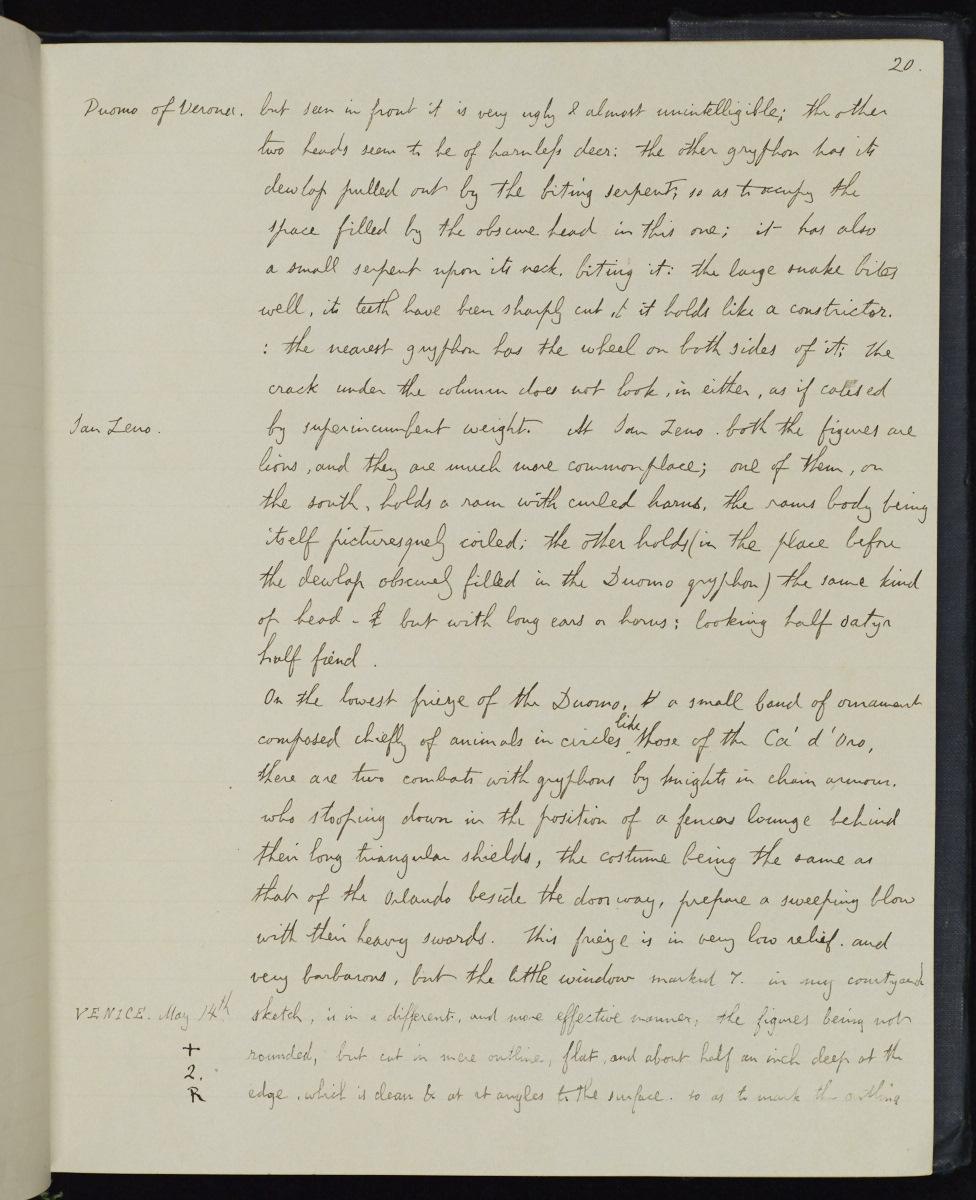 20.
Duomo of Verona. but seen in front it is very ugly & almost unintelligible; the other
two heads seem to be of harmless deer: the other gryphon has its
dewlap pulled out by the biting serpent; so as to occupy the
space filled by the obscure head in this one; it has also
a small serpent upon its neck, biting it: the large snake bites
well, its teeth have been sharply cut & it holds like a constrictor.
: the nearest gryphon has the wheel on both sides of it; the
crack under the column does not look, in either, as if caused
San Zeno. by superincumbent weight. At San Zeno. both the figures are
lions, and they are much more commonplace; one of them, on
the south, holds a ram with curled horns, the rams body being
itself picturesquely coiled; the other holds (in the place before
the dewlap obscurely filled in the Duomo gryphon) the same kind
of head - & but with long ears or horns; looking half satyr
half fiend.
On the lowest frieze of the Duomo, a small band of ornament
composed chiefly of animals in circles like those of the Ca' d'Oro,
there are two combats with gryphons by knights in chain armour.
who stooping down in the position of a fencers lounge behind
their long triangular shields, the costume being the same as
that of the Orlando beside the doorway, prepare a sweeping blow
with their heavy swords. This frieze is in very low relief. and
very barbarous, but the little window marked 7. in my courtyard
VENICE. May 14th sketch, is in a different, and more effective manner, the figures being not
+ rounded, but cut in mere outline, flat, and about half an inch deep at the
2.
R edge, which is clean & at rt angles to the surface. so as to mark the outline